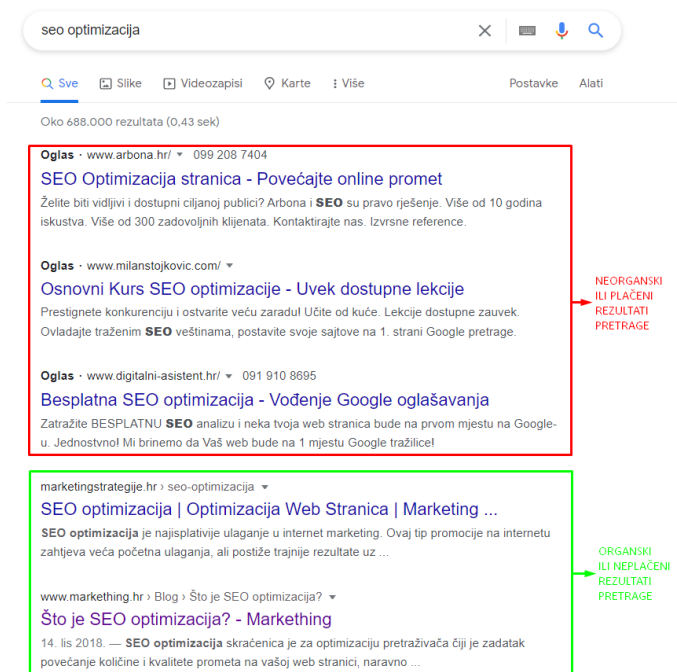 seo optimizacija
Sve Slike Videozapisi Karte Više Postavke Alati
Oko 688.000 rezultata (0,43 sek)
Oglas · www.arbona.hr/ 099 208 7404
SEO Optimizacija stranica - Povećajte online promet
Želite biti vidljivi i dostupni ciljanoj publici? Arbona i SEO su pravo rješenje. Više od 10 godina
iskustva. Više od 300 zadovoljnih klijenata. Kontaktirajte nas. Izvrsne reference.
Oglas · www.milanstojkovic.com/
Osnovni Kurs SEO optimizacije - Uvek dostupne lekcije
Prestignete konkurenciju i ostvarite veću zaradu! Učite od kuće. Lekcije dostupne zauvek.
Ovladajte traženim SEO veštinama, postavite svoje sajtove na 1. strani Google pretrage.
Oglas · www.digitalni-asistent.hr/ 091 910 8695
Besplatna SEO optimizacija - Vođenje Google oglašavanja
Zatražite BESPLATNU SEO analizu i neka tvoja web stranica bude na prvom mjestu na Google-
u. Jednostvno! Mi brinemo da Vaš web bude na 1 mjestu Google tražilice!
NEORGANSKI
ILI PLAĆENI
REZULTATI
PRETRAGE
marketingstrategije.hr › seo-optimizacija
SEO optimizacija | Optimizacija Web Stranica | Marketing ...
SEO optimizacija je najisplativije ulaganje u internet marketing. Ovaj tip promocije na internetu
zahtjeva veća početna ulaganja, ali postiže trajnije rezultate uz ...
www.markething.hr › Blog › Što je SEO optimizacija?
Što je SEO optimizacija? - Markething
14. lis 2018. — SEO optimizacija skraćenica je za optimizaciju pretraživača čiji je zadatak
povećanje količine i kvalitete prometa na vašoj web stranici, naravno ...
ORGANSKI
ILI NEPLAČENI
REZULTATI
PRETRAGE